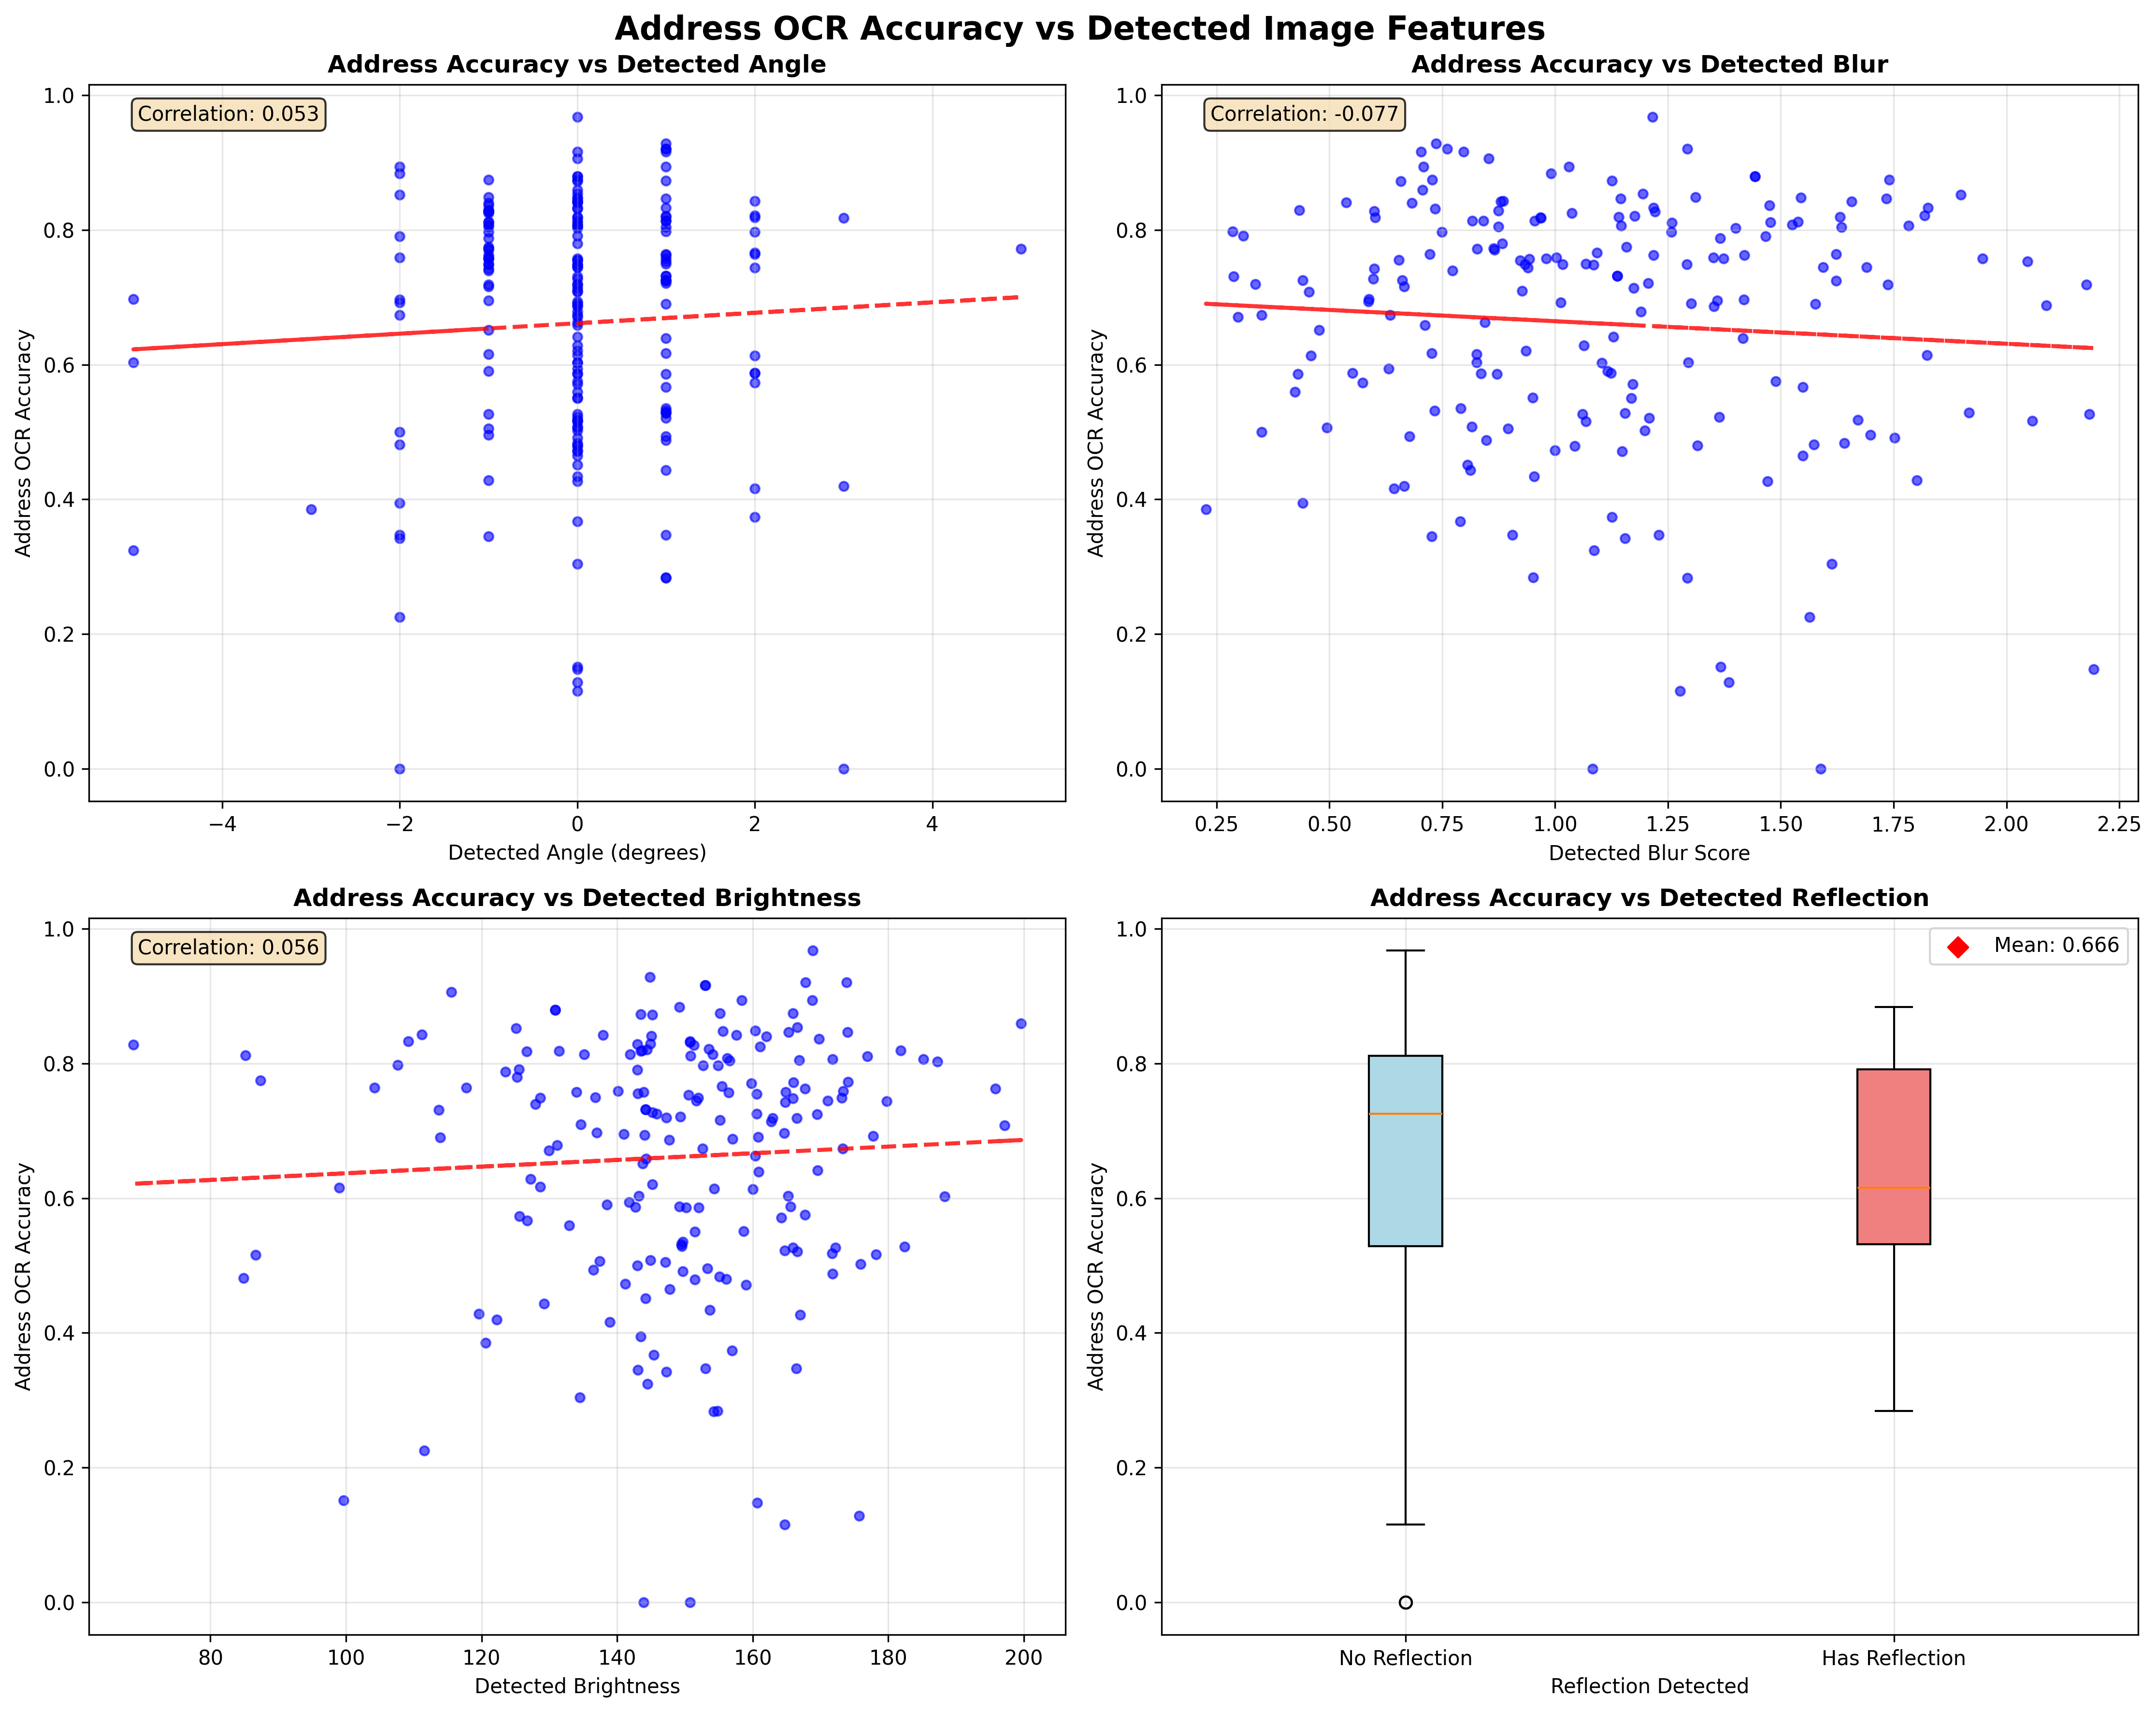 Address OCR Accuracy vs Detected Image Features
Address Accuracy vs Detected Angle
Correlation: 0.053
Address OCR Accuracy
1.0
0.8
0.6
0.4
0.2
0.0
−4
−2
0
2
4
Detected Angle (degrees)
Address Accuracy vs Detected Blur
Correlation: -0.077
Address OCR Accuracy
1.0
0.8
0.6
0.4
0.2
0.0
0.25
0.50
0.75
1.00
1.25
1.50
1.75
2.00
2.25
Detected Blur Score
Address Accuracy vs Detected Brightness
Correlation: 0.056
Address OCR Accuracy
1.0
0.8
0.6
0.4
0.2
0.0
80
100
120
140
160
180
200
Detected Brightness
Address Accuracy vs Detected Reflection
Mean: 0.666
Address OCR Accuracy
1.0
0.8
0.6
0.4
0.2
0.0
No Reflection
Has Reflection
Reflection Detected